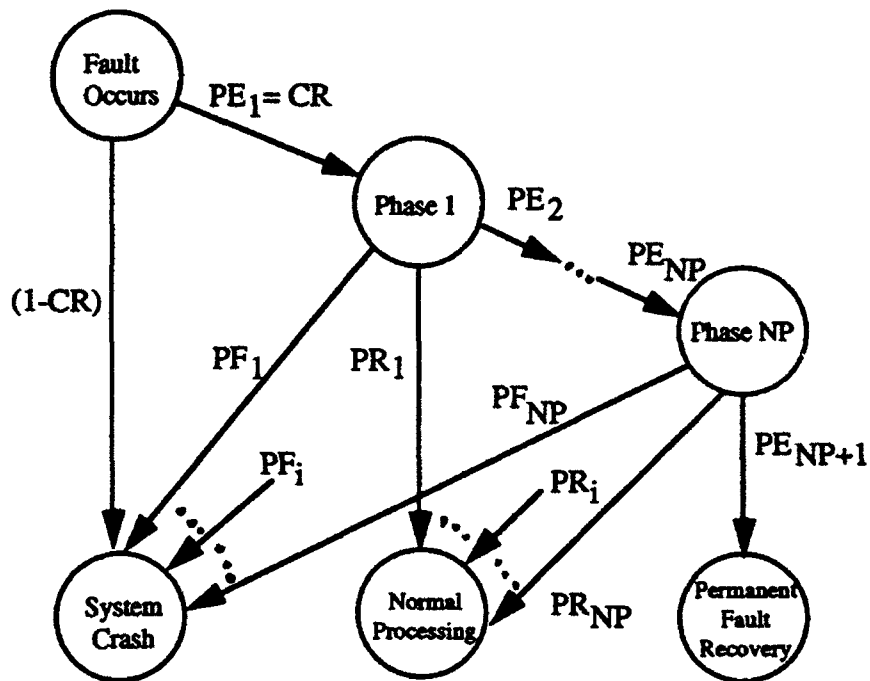 Fault
Occurs
PE1= CR
Phase 1
PE2
PENP
(1-CR)
Phase NP
PF1
PR1
PFNP
PENP+1
PFi
PRi
System
Crash
Normal
Processing
PRNP
Permanent
Fault
Recovery